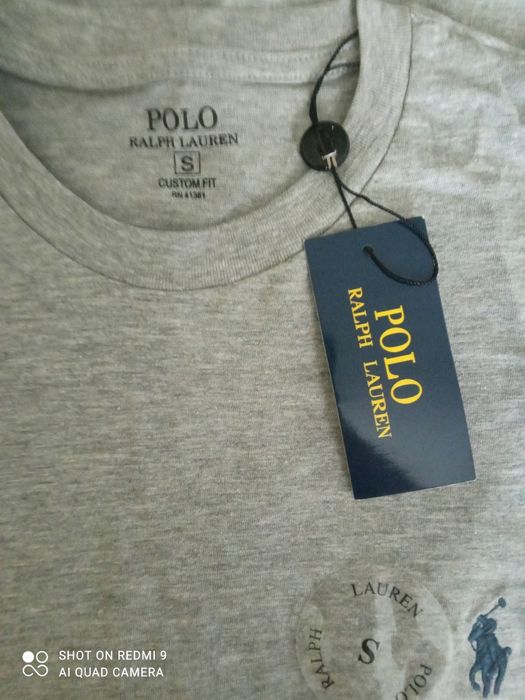 POLO
RALPH LAUREN
S
CUSTOM FIT
RN 41381
POLO
RALPH LAUREN
LAUREN
RALPH
S
POLO
SHOT ON REDMI 9
AI QUAD CAMERA